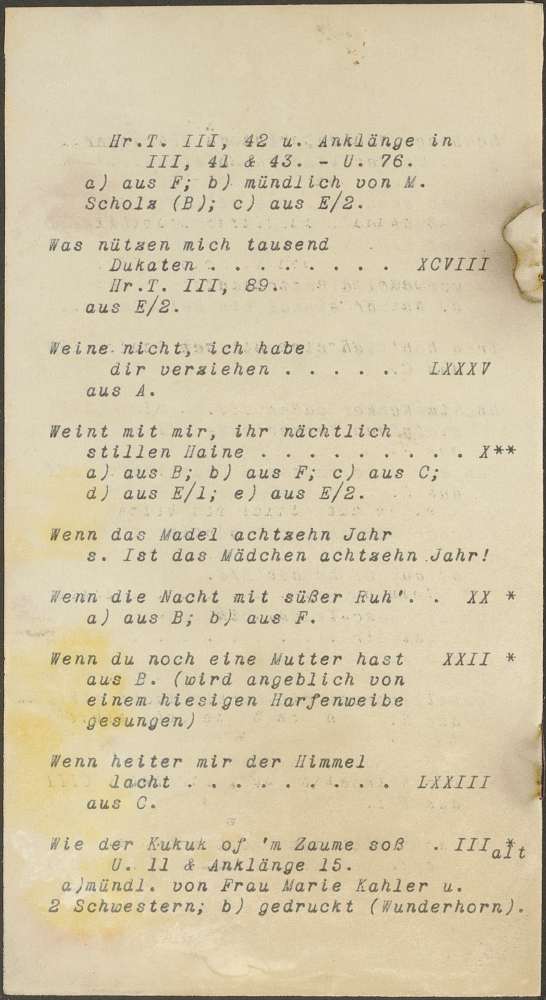 Hr.T. III, 42 u. Anklänge in
III, 41 & 43. - U. 76.
a) aus F; b) mündlich von M.
Scholz (B); c) aus E/2.
Was nützen mich tausend
Dukaten . . . . . . . . XCVIII
Hr.T. III, 89.
aus E/2.
Weine nicht, ich habe
dir verziehen . . . . . LXXXV
aus A.
Weint mit mir, ihr nächtlich
stillen Haine . . . . . . . . . X**
a) aus B; b) aus F; c) aus C;
d) aus E/1; e) aus E/2.
Wenn das Madel achtzehn Jahr
s. Ist das Mädchen achtzehn Jahr!
Wenn die Nacht mit süßer Ruh'. . XX *
a) aus B; b) aus F.
Wenn du noch eine Mutter hast XXII *
aus B. (wird angeblich von
einem hiesigen Harfenweibe
gesungen)
Wenn heiter mir der Himmel
lacht . . . . . . . . . LXXIII
aus C.
Wie der Kukuk of 'm Zaume soß . III alt *
U. 11 & Anklänge 15.
a)mündl. von Frau Marie Kahler u.
2 Schwestern; b) gedruckt (Wunderhorn).